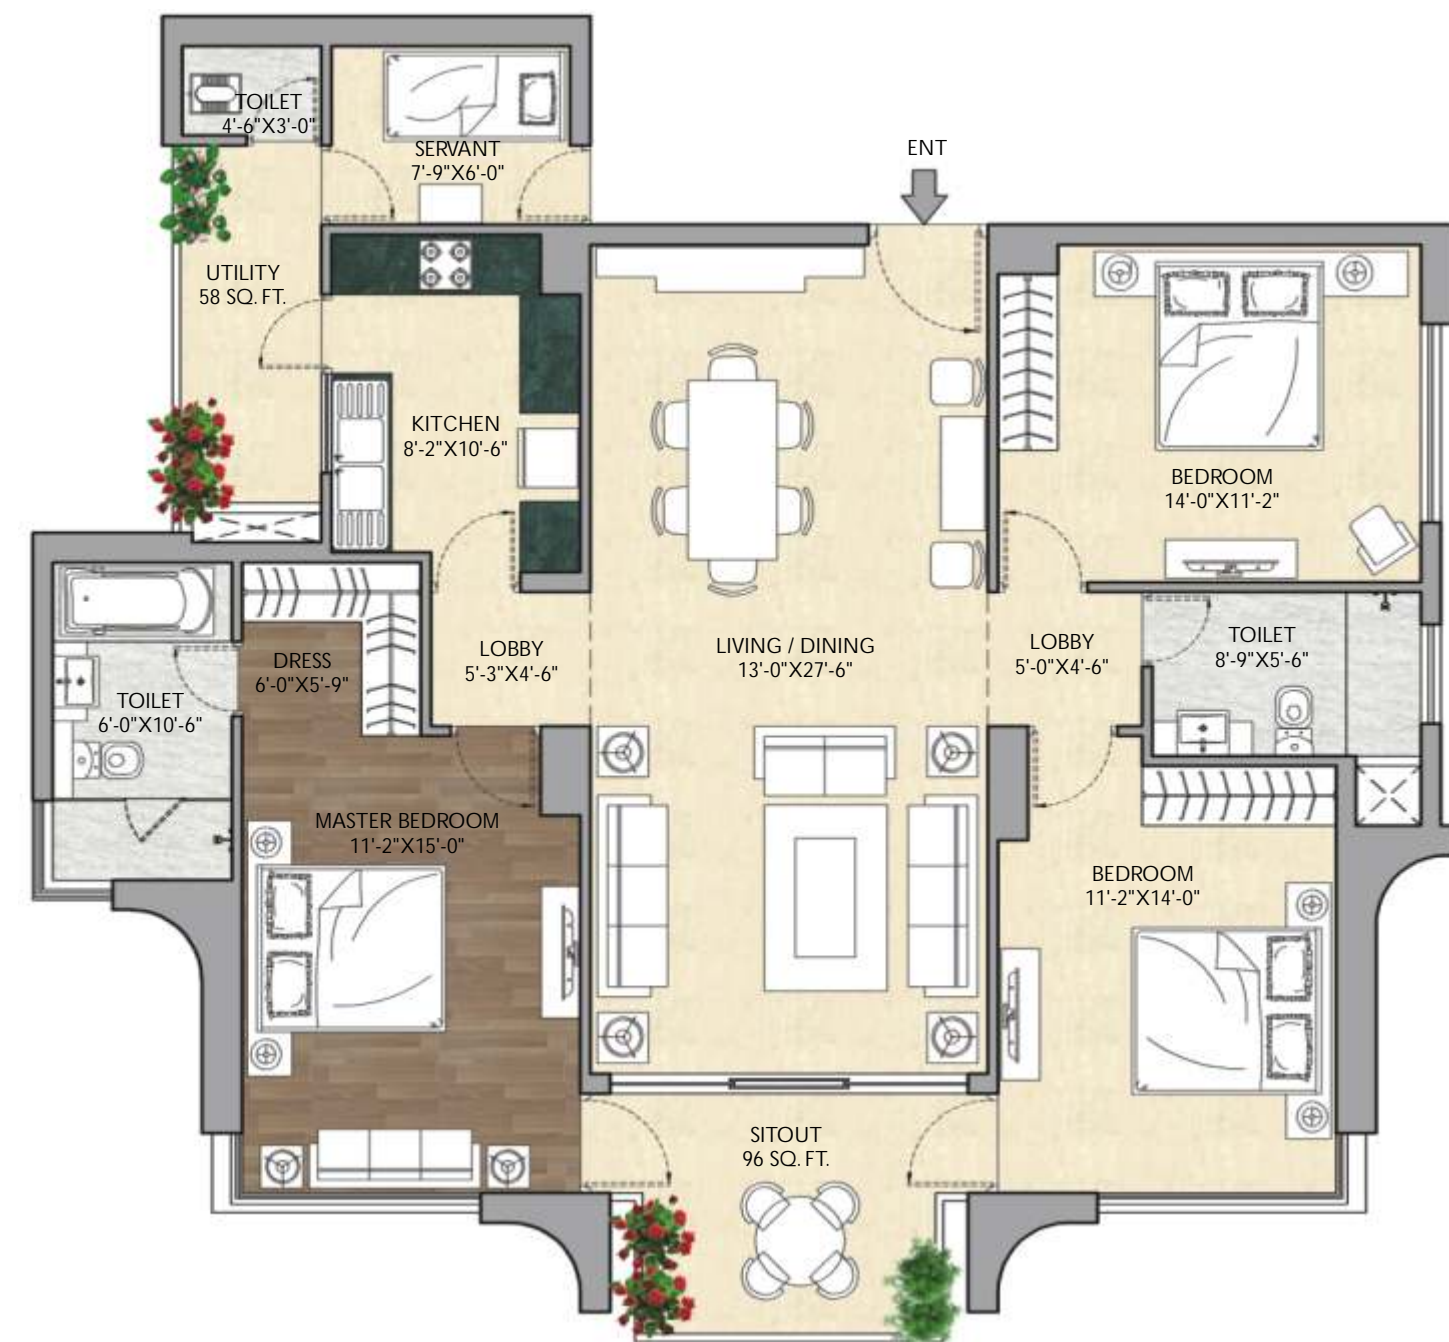 TOILET
4'-6"X3'-0"
SERVANT
7'-9"X6'-0"
ENT
UTILITY
58 SQ. FT.
KITCHEN
8'-2"X10'-6"
BEDROOM
14'-0"X11'-2"
LOBBY
5'-3"X4'-6"
LIVING / DINING
13'-0"X27'-6"
LOBBY
5'-0"X4'-6"
TOILET
8'-9"X5'-6"
DRESS
6'-0"X5'-9"
TOILET
6'-0"X10'-6"
MASTER BEDROOM
11'-2"X15'-0"
BEDROOM
11'-2"X14'-0"
SITOUT
96 SQ. FT.